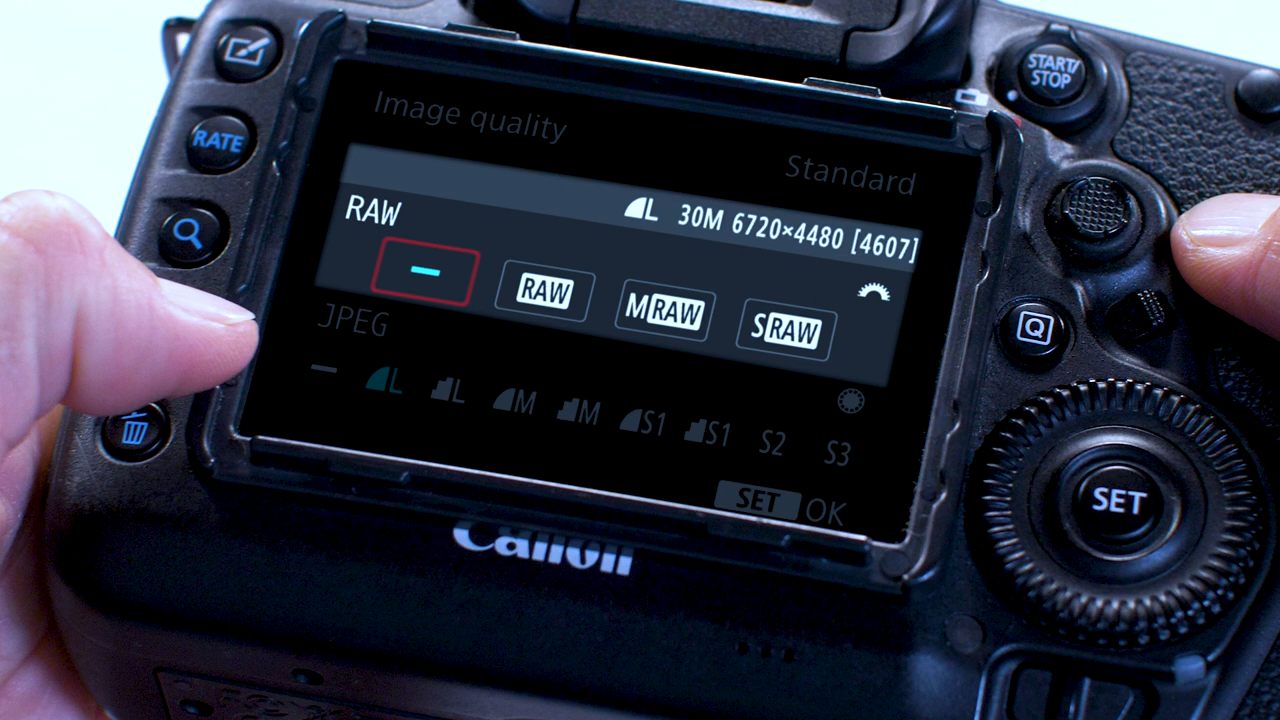 START/
STOP
Image quality
RATE
Standard
RAW
L 30M 6720×4480 [4607]
RAW MRAW SRAW
Q
JPEG
L L M M S1 S1 S2 S3
SET OK
SET
Canon